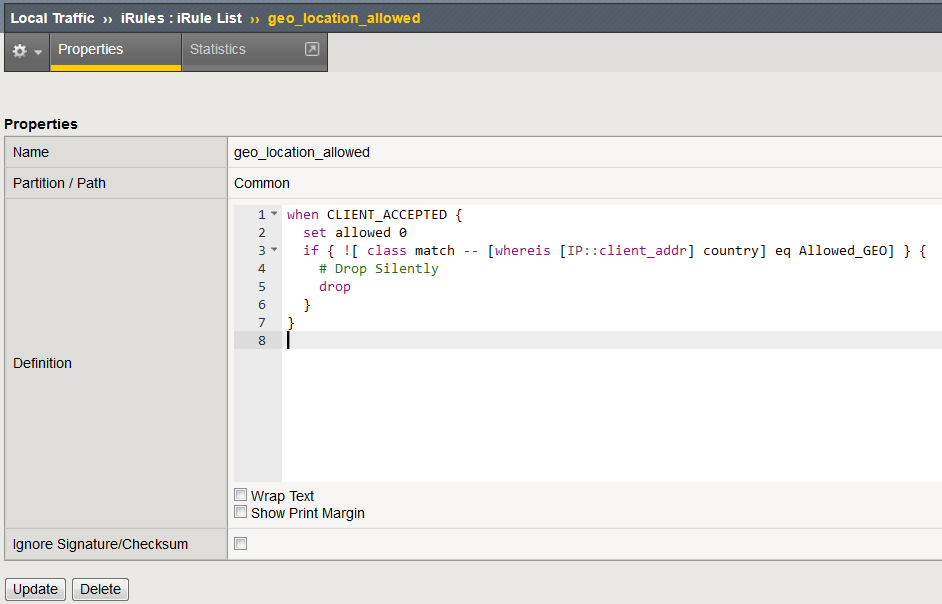 Local Traffic ›› iRules : iRule List ›› geo_location_allowed
Properties
Statistics
Properties
Name geo_location_allowed
Partition / Path Common
Definition
1 when CLIENT_ACCEPTED {
2 set allowed 0
3 if { ![ class match -- [whereis [IP::client_addr] country] eq Allowed_GEO] } {
4 # Drop Silently
5 drop
6 }
7 }
8
Wrap Text
Show Print Margin
Ignore Signature/Checksum
Update Delete